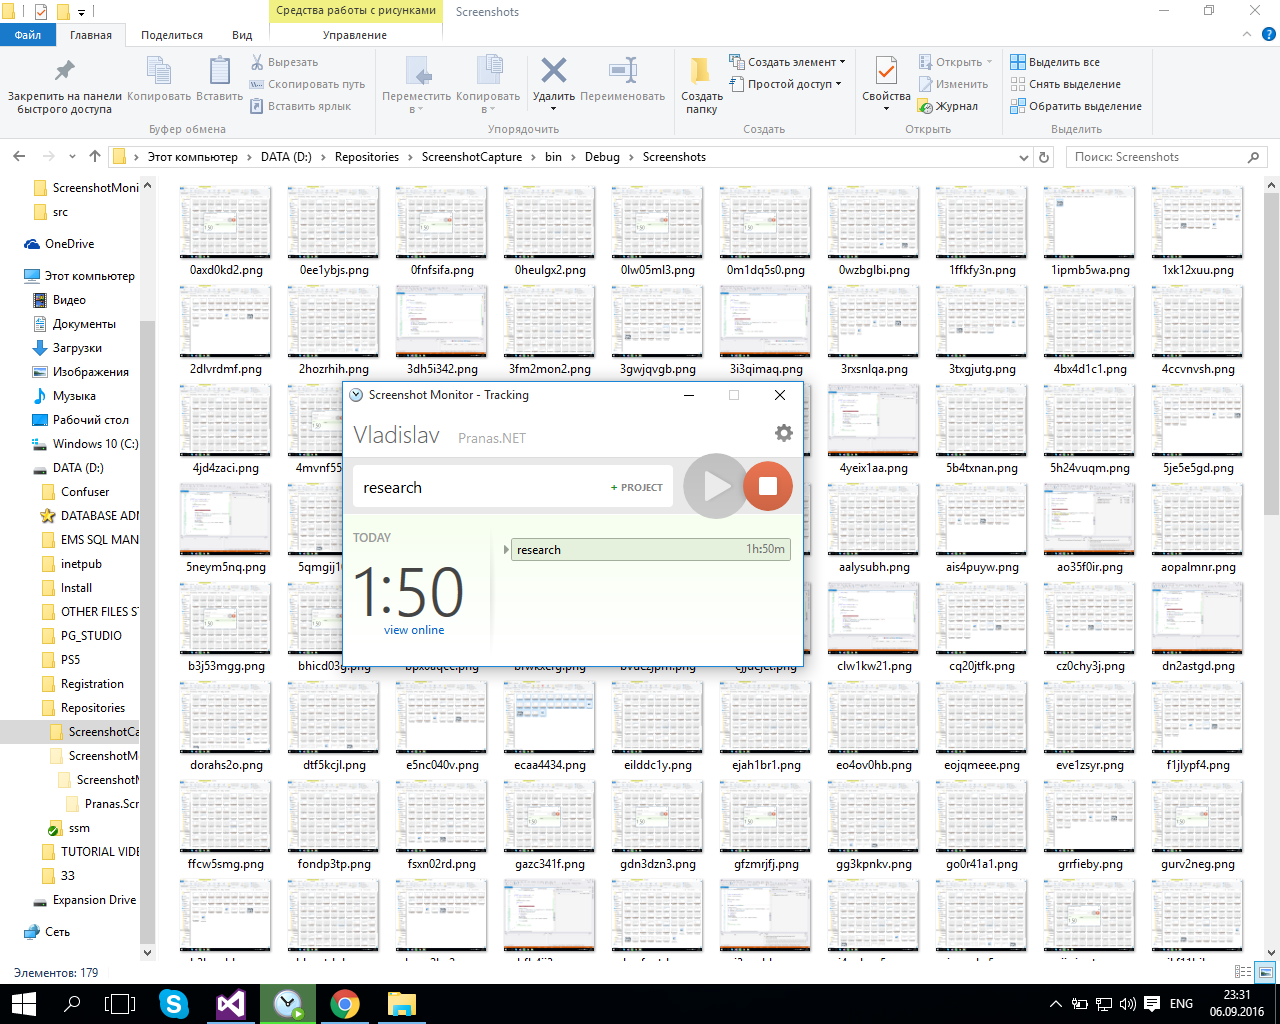 Средства работы с рисунками
Screenshots
Файл
Главная
Поделиться
Вид
Управление
Закрепить на панели
быстрого доступа
Копировать
Вставить
Вырезать
Скопировать путь
Вставить ярлык
Переместить
в
Копировать
в
Удалить
Переименовать
Создать
папку
Создать элемент
Простой доступ
Свойства
Открыть
Изменить
Журнал
Выделить все
Снять выделение
Обратить выделение
Буфер обмена
Упорядочить
Создать
Открыть
Выделить
Этот компьютер > DATA (D:) > Repositories > ScreenshotCapture > bin > Debug > Screenshots
Поиск: Screenshots
ScreenshotMoni
src
OneDrive
Этот компьютер
Видео
Документы
Загрузки
Изображения
Музыка
Рабочий стол
Windows 10 (C:)
DATA (D:)
Confuser
DATABASE ADM
EMS SQL MAN
inetpub
Install
OTHER FILES ST
PG_STUDIO
PS5
Registration
Repositories
ScreenshotCa
ScreenshotM
ScreenshotM
Pranas.Scr
ssm
TUTORIAL VIDE
33
Expansion Drive
Сеть
0axd0kd2.png 0ee1ybjs.png 0fnfsifa.png 0heulgx2.png 0lw05ml3.png 0m1dq5s0.png 0wzbglbi.png 1ffkfy3n.png 1ipmb5wa.png 1xk12xuu.png
2dlvrdmf.png 2hozrhih.png 3dh5i342.png 3fm2mon2.png 3gwjqvgb.png 3i3qimaq.png 3rxsnlqa.png 3txgjutg.png 4bx4d1c1.png 4ccvnvsh.png
4jd4zaci.png 4mvnf55 4yeix1aa.png 5b4txnan.png 5h24vuqm.png 5je5e5gd.png
5neym5nq.png 5qmgij1 aalysubh.png ais4puyw.png ao35f0ir.png aopalmnr.png
b3j53mgg.png bhicd03g clw1kw21.png cq20jtfk.png cz0chy3j.png dn2astgd.png
dorahs2o.png dtf5kcjl.png e5nc040v.png ecaa4434.png eilddc1y.png ejah1br1.png eo4ov0hb.png eojqmeee.png eve1zsyr.png f1jlypf4.png
ffcw5smg.png fondp3tp.png fsxn02rd.png gazc341f.png gdn3dzn3.png gfzmrjfj.png gg3kpnkv.png go0r41a1.png grrfieby.png gurv2neg.png
Screenshot Monitor - Tracking
Vladislav Pranas.NET
research
+ PROJECT
TODAY
1:50
view online
research 1h:50m
Элементов: 179
ENG
23:31
06.09.2016